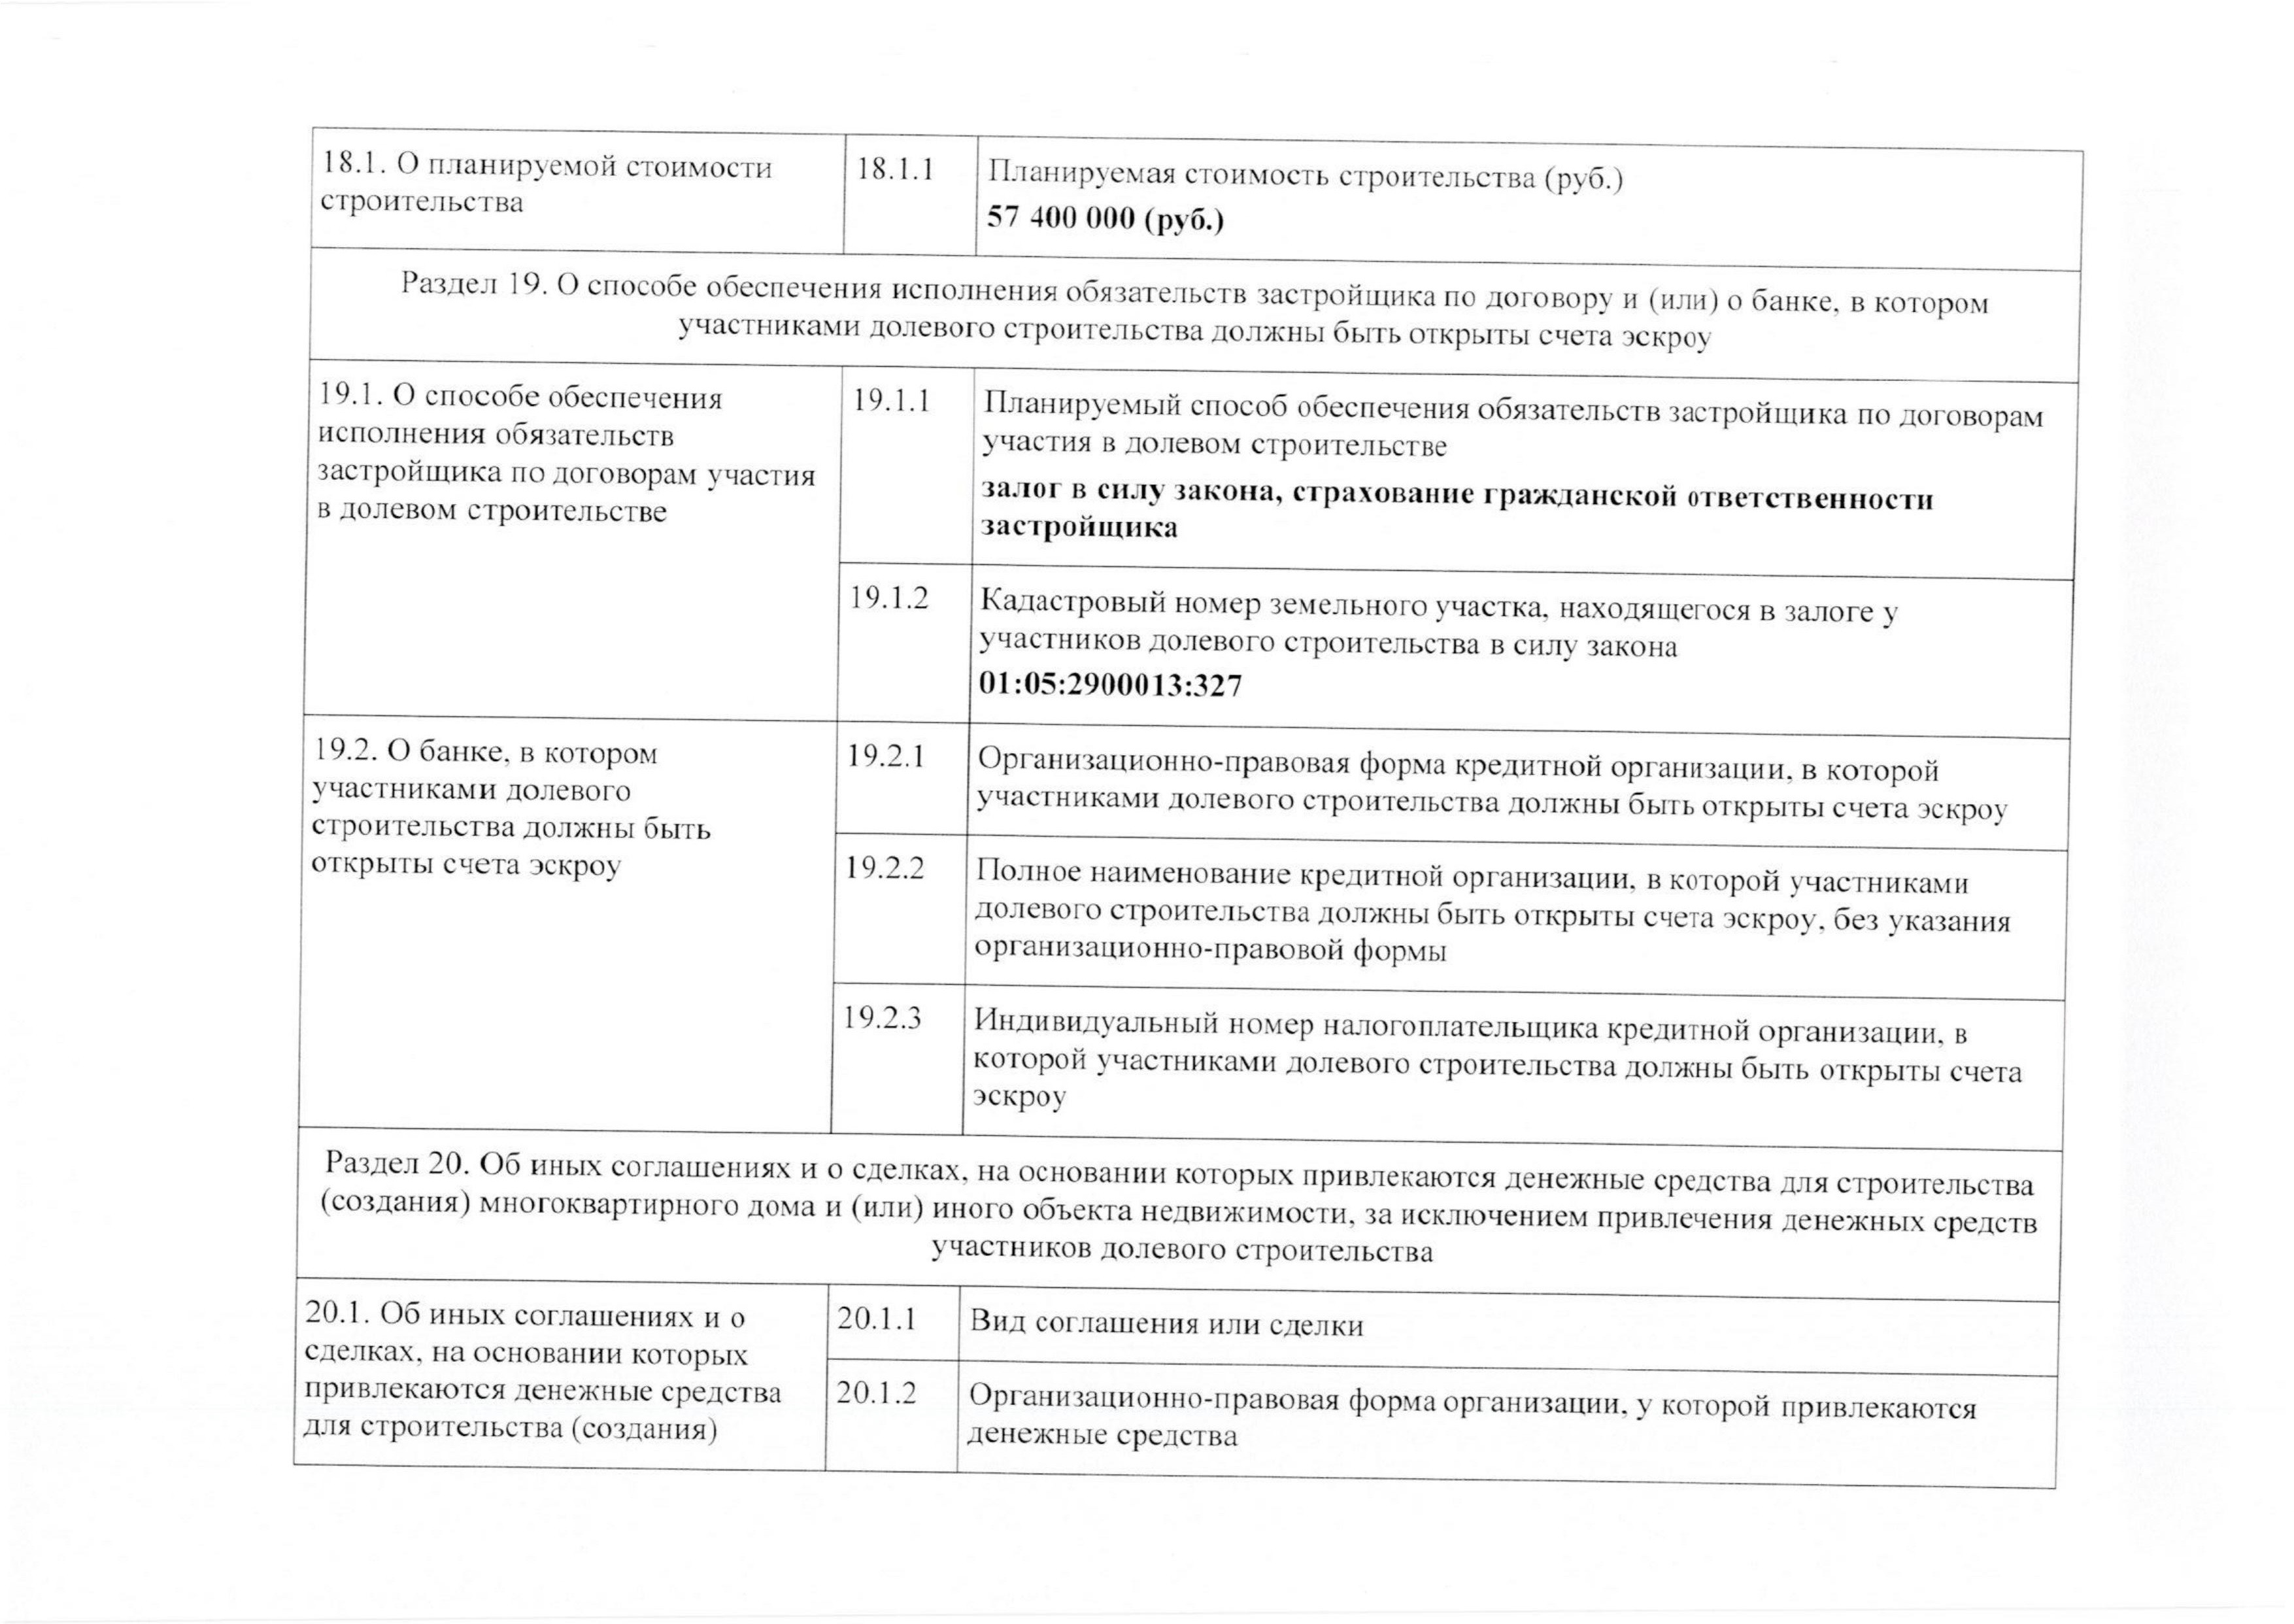 18.1. О планируемой стоимости
строительства
18.1.1
Планируемая стоимость строительства (руб.)
57 400 000 (руб.)
Раздел 19. О способе обеспечения исполнения обязательств застройщика по договору и (или) о банке, в котором
участниками долевого строительства должны быть открыты счета эскроу
19.1. О способе обеспечения
исполнения обязательств
застройщика по договорам участия
в долевом строительстве
19.1.1
Планируемый способ обеспечения обязательств застройщика по договорам
участия в долевом строительстве
залог в силу закона, страхование гражданской ответственности
застройщика
19.1.2
Кадастровый номер земельного участка, находящегося в залоге у
участников долевого строительства в силу закона
01:05:2900013:327
19.2. О банке, в котором
участниками долевого
строительства должны быть
открыты счета эскроу
19.2.1
Организационно-правовая форма кредитной организации, в которой
участниками долевого строительства должны быть открыты счета эскроу
19.2.2
Полное наименование кредитной организации, в которой участниками
долевого строительства должны быть открыты счета эскроу, без указания
организационно-правовой формы
19.2.3
Индивидуальный номер налогоплательщика кредитной организации, в
которой участниками долевого строительства должны быть открыты счета
эскроу
Раздел 20. Об иных соглашениях и о сделках, на основании которых привлекаются денежные средства для строительства
(создания) многоквартирного дома и (или) иного объекта недвижимости, за исключением привлечения денежных средств
участников долевого строительства
20.1. Об иных соглашениях и о
сделках, на основании которых
привлекаются денежные средства
для строительства (создания)
20.1.1
Вид соглашения или сделки
20.1.2
Организационно-правовая форма организации, у которой привлекаются
денежные средства